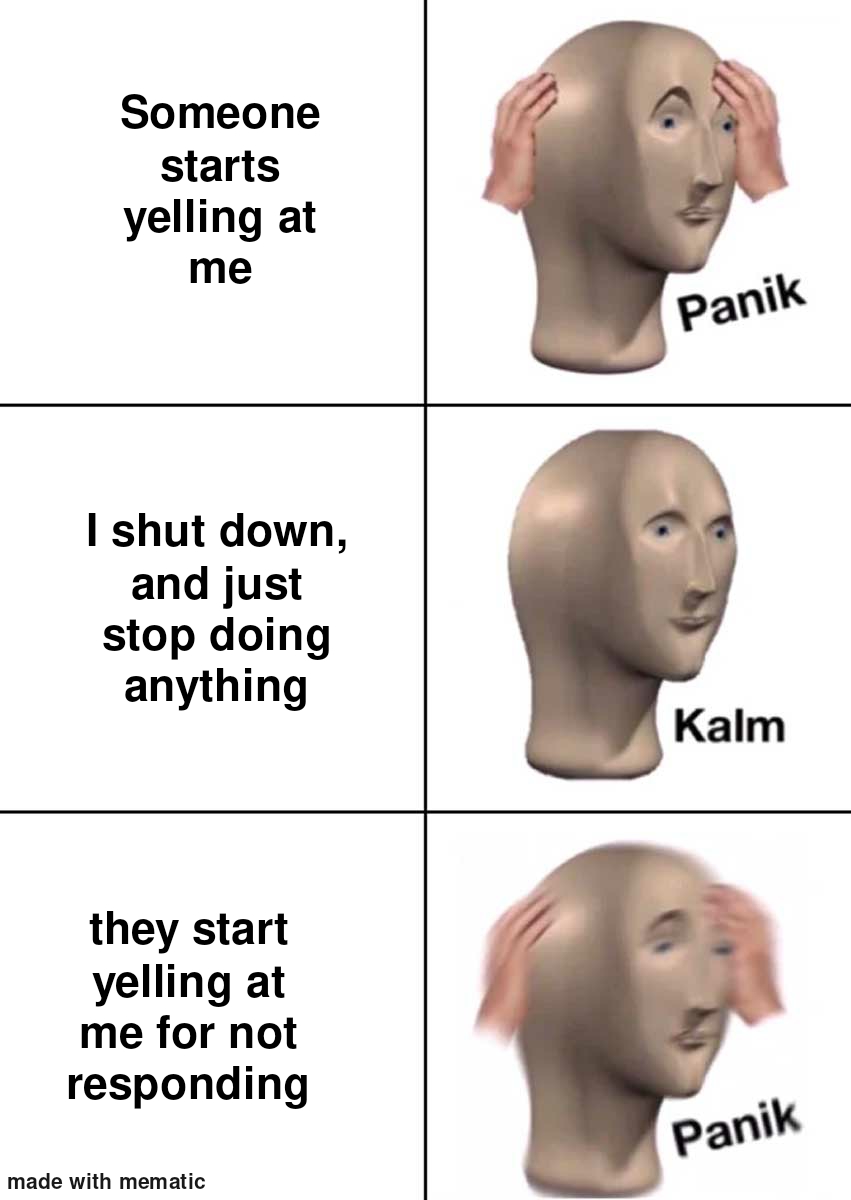 Someone
starts
yelling at
me
Panik
I shut down,
and just
stop doing
anything
Kalm
they start
yelling at
me for not
responding
Panik
made with mematic